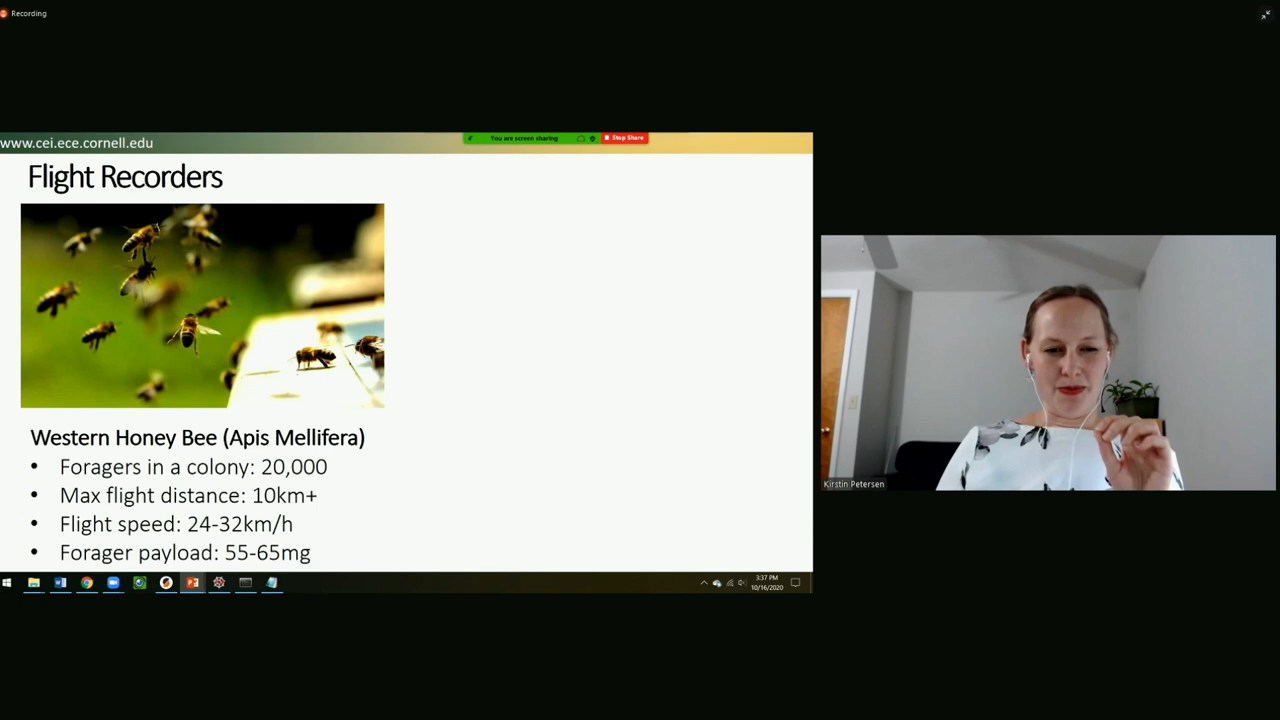 Recording
www.cei.ece.cornell.edu
You are screen sharing
Stop Share
Flight Recorders
Western Honey Bee (Apis Mellifera)
• Foragers in a colony: 20,000
• Max flight distance: 10km+
• Flight speed: 24-32km/h
• Forager payload: 55-65mg
Kirstin Petersen
3:37 PM
10/16/2020